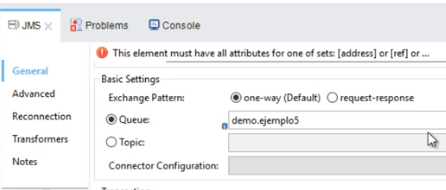 JMS Problems Console
This element must have all attributes for one of sets: [address] or [ref] or ...
General
Basic Settings
Advanced
Exchange Pattern: one-way (Default) request-response
Reconnection
Queue: demo.ejemplo5
Transformers
Topic:
Notes
Connector Configuration: